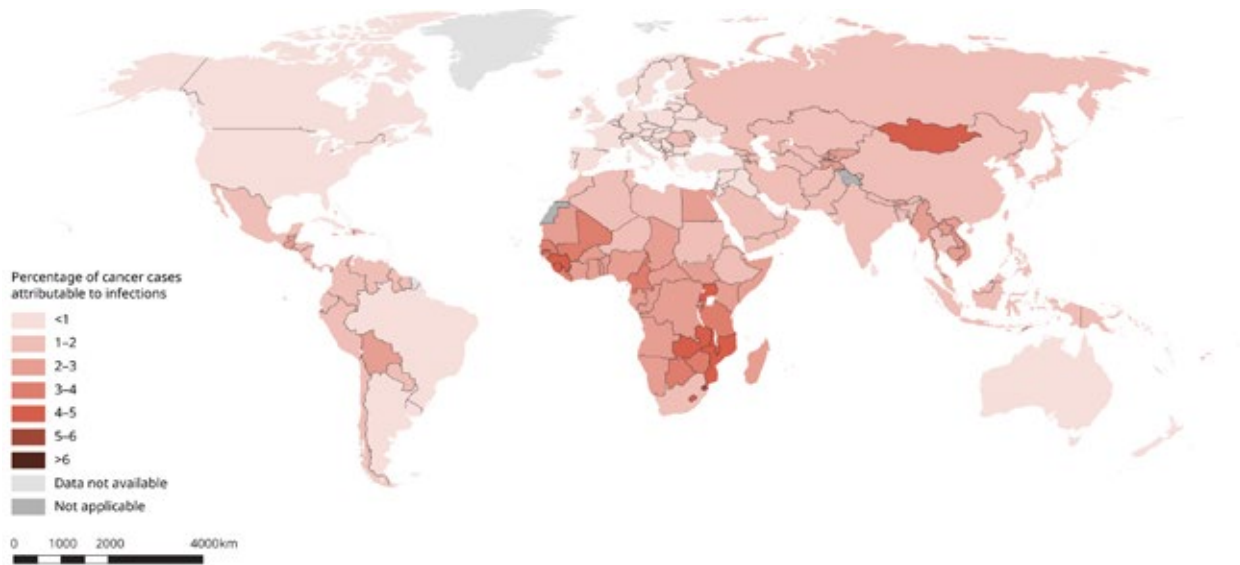 Percentage of cancer cases
attributable to infections
<1
1–2
2–3
3–4
4–5
5–6
>6
Data not available
Not applicable
0 1000 2000 4000km